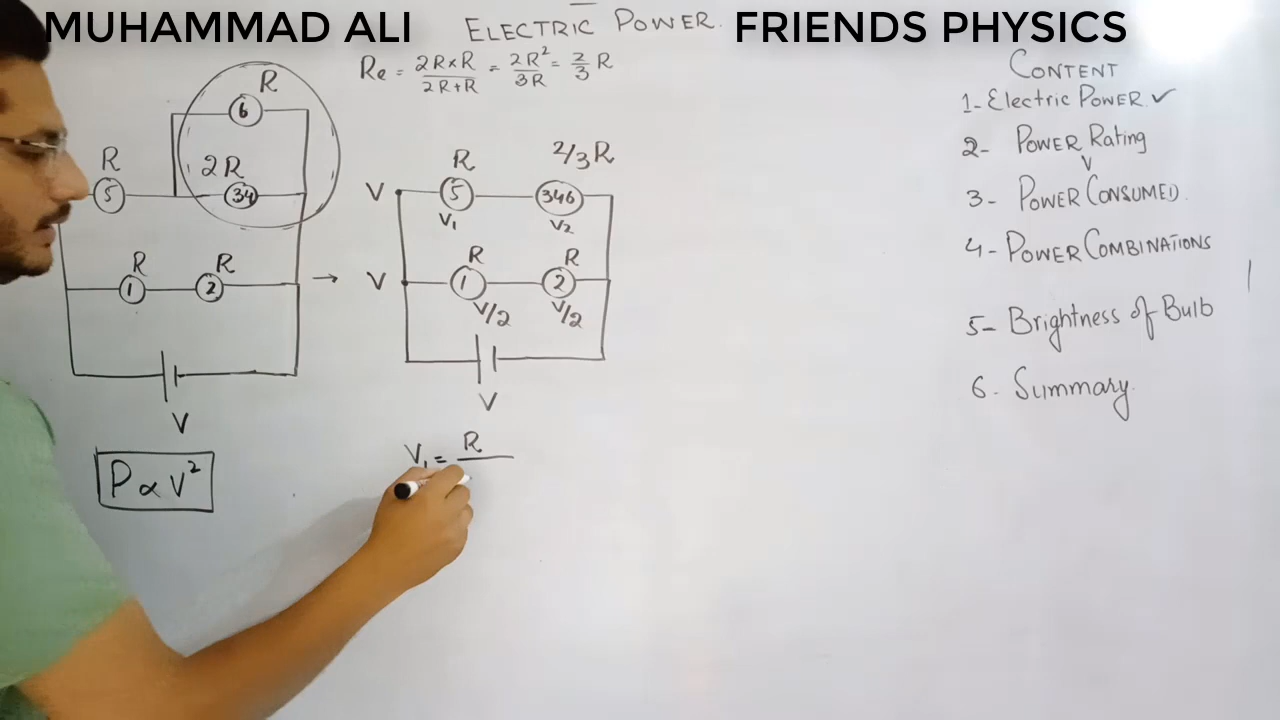 MUHAMMAD ALI
FRIENDS PHYSICS
ELECTRIC POWER.
Re = 2R×R / 2R+R = 2R² / 3R = 2/3 R
R
6
R
2R
5
34
R
R
1
2
V
P ∝ V²
R
2/3 R
V
5
346
V₁
V₂
R
R
V
1
2
V/2
V/2
→
V
V₁ = R
CONTENT
1- Electric POWER ✓
2- POWER Rating
V
3- POWER CONSUMED.
4- POWER COMBINATIONS
5- Brightness of Bulb
6. Summary.